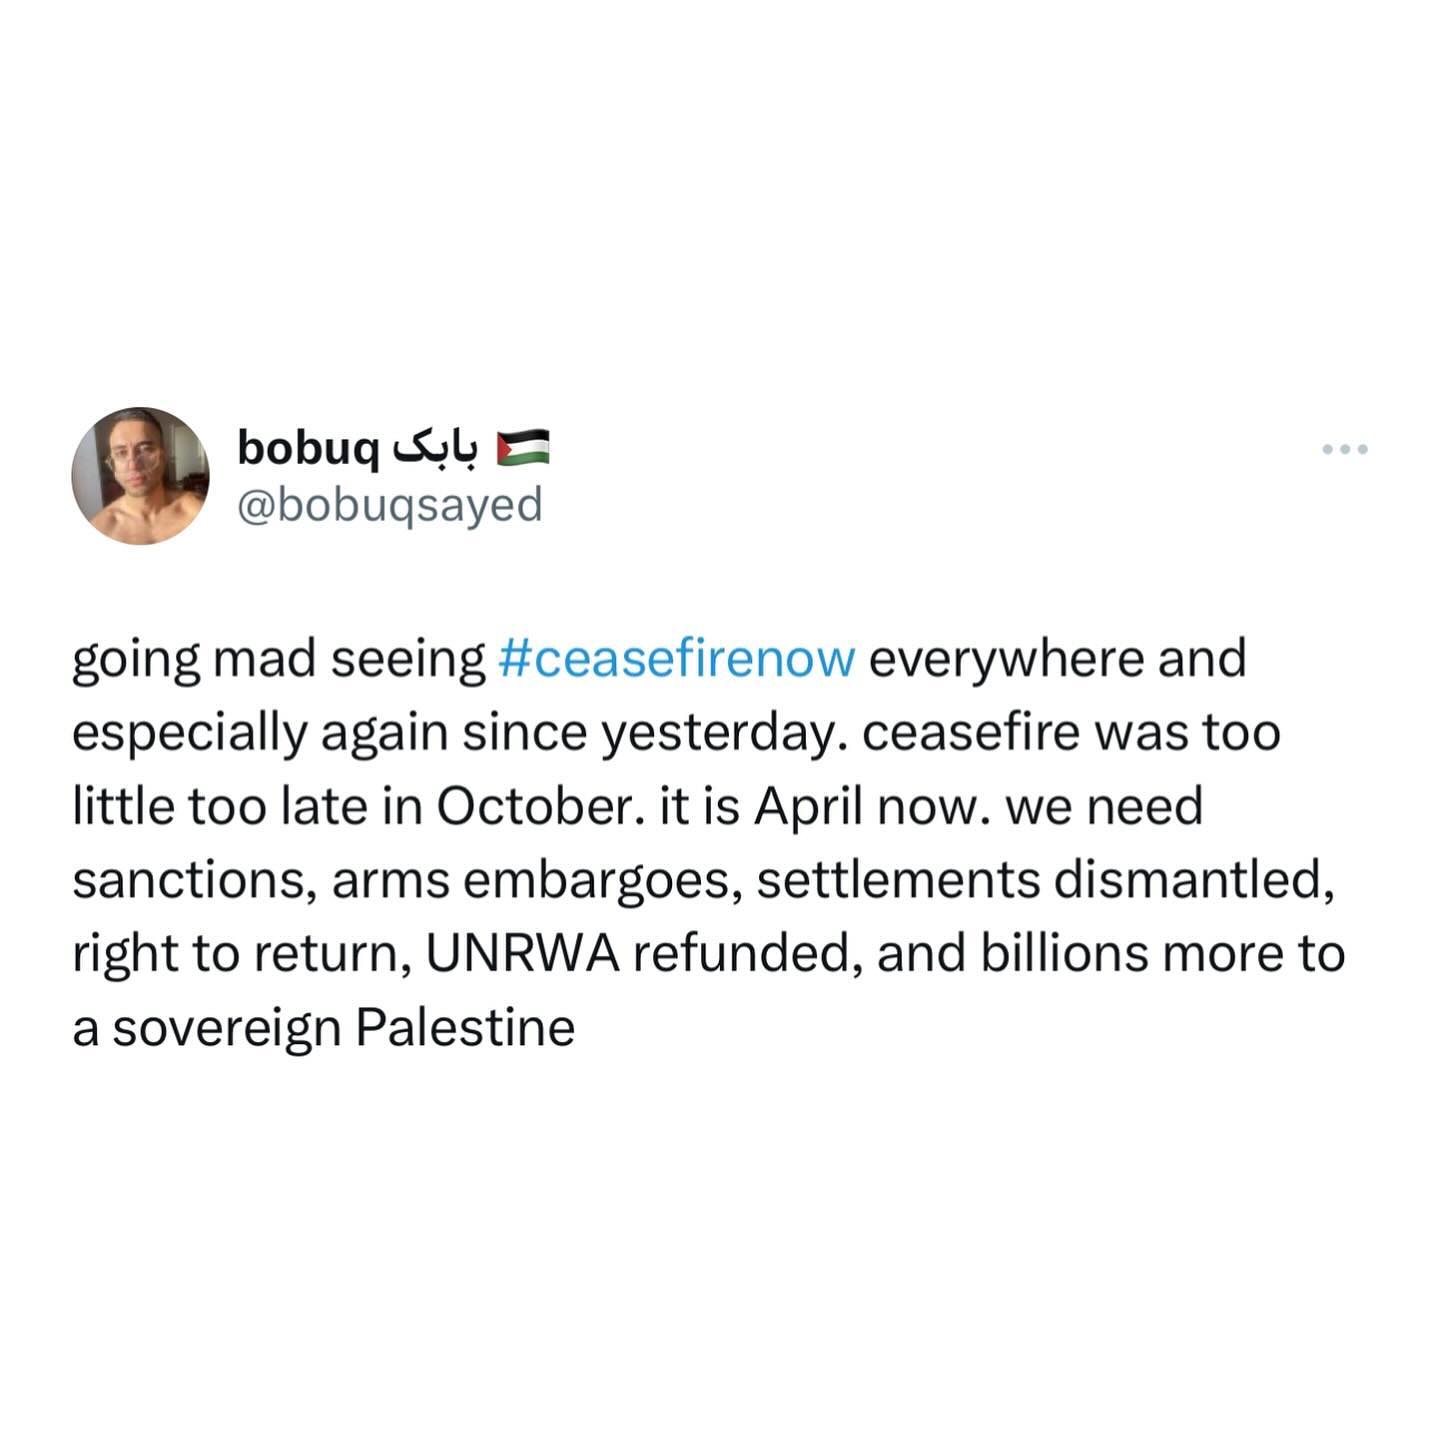 bobuq بابک 🇵🇸
@bobuqsayed
going mad seeing #ceasefirenow everywhere and
especially again since yesterday. ceasefire was too
little too late in October. it is April now. we need
sanctions, arms embargoes, settlements dismantled,
right to return, UNRWA refunded, and billions more to
a sovereign Palestine